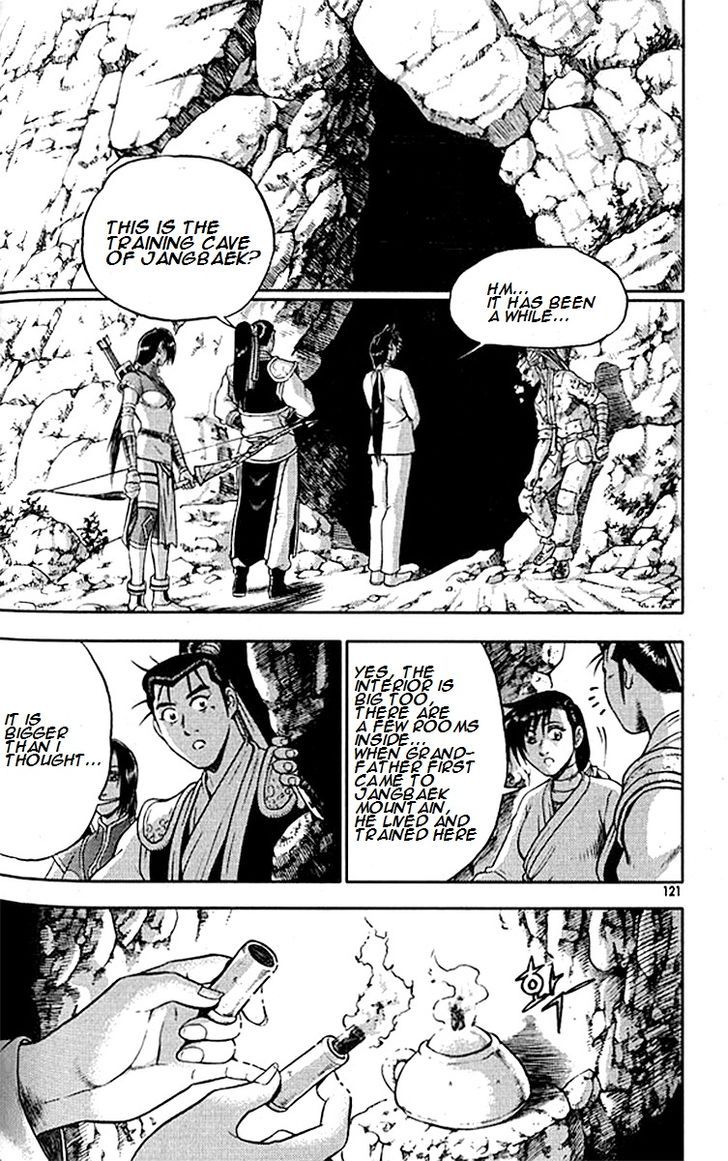 THIS IS THE
TRAINING CAVE
OF JANGBAEK?
HM...
IT HAS BEEN
A WHILE...
IT IS
BIGGER
THAN I
THOUGHT...
YES, THE
INTERIOR IS
BIG TOO,
THERE ARE
A FEW ROOMS
INSIDE...
WHEN GRAND-
FATHER FIRST
CAME TO
JANGBAEK
MOUNTAIN,
HE LIVED AND
TRAINED HERE
121
화